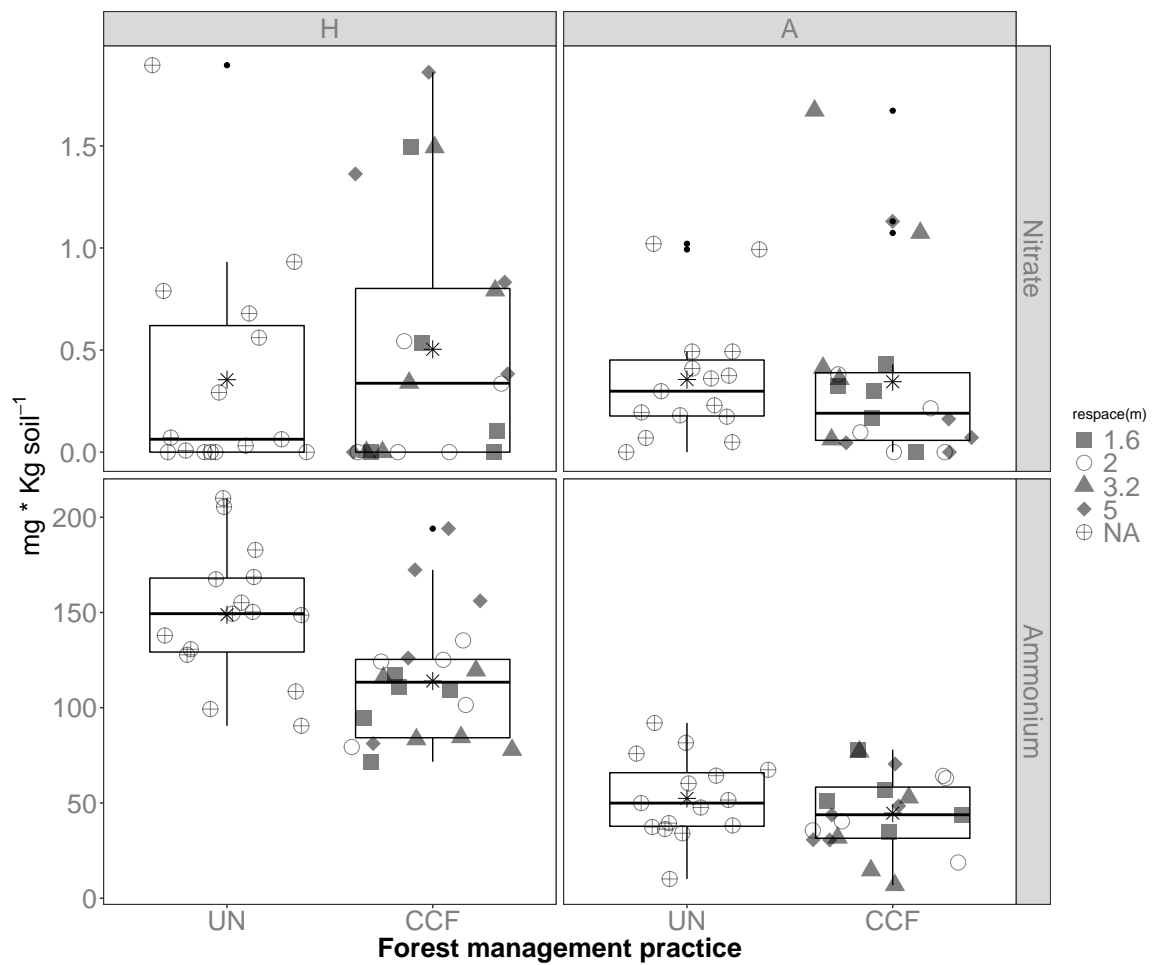 H
A
mg * Kg soil⁻¹
1.5
1.0
0.5
0.0
Nitrate
200
150
100
50
0
Ammonium
UN
CCF
UN
CCF
Forest management practice
respace(m)
1.6
2
3.2
5
NA